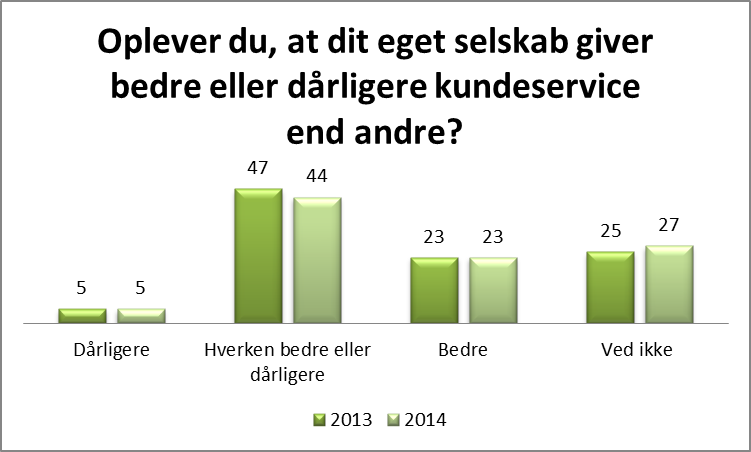 Oplever du, at dit eget selskab giver
bedre eller dårligere kundeservice
end andre?
47
44
23
23
25
27
5
5
Dårligere
Hverken bedre eller
dårligere
Bedre
Ved ikke
2013
2014